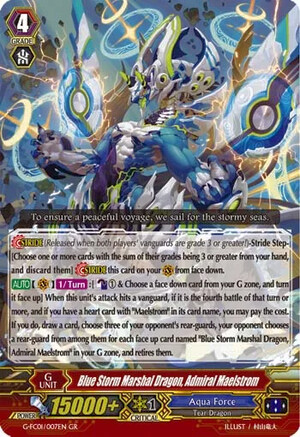 4
GRADE
To ensure a peaceful voyage, we sail for the stormy seas.
STRIDE (Released when both players' vanguards are grade 3 or greater!)-Stride Step-
[Choose one or more cards with the sum of their grades being 3 or greater from your hand,
and discard them] STRIDE this card on your from face down.
AUTO 1/Turn & Choose a face down card from your G zone, and turn
it face up] When this unit's attack hits a vanguard, if it is the fourth battle of that turn or
more, and if you have a heart card with "Maelstrom" in its card name, you may pay the cost.
If you do, draw a card, choose three of your opponent's rear-guards, your opponent chooses
a rear-guard from among them for each face up card named "Blue Storm Marshal Dragon,
Admiral Maelstrom" in your G zone, and retires them.
G
UNIT
Blue Storm Marshal Dragon, Admiral Maelstrom
POWER
15000+
1
CRITICAL
Aqua Force
Tear Dragon
G-FC01/007EN GR
ILLUST / 村山竜大